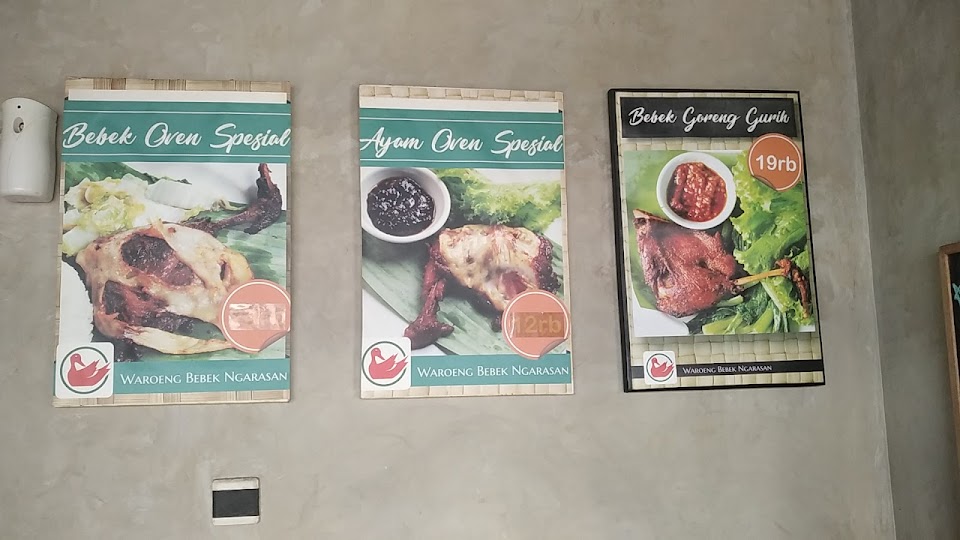 Bebek Oven Spesial
WAROENG BEBEK NGARASAN
Ayam Oven Spesial
12rb
WAROENG BEBEK NGARASAN
Bebek Goreng Gurih
19rb
WAROENG BEBEK NGARASAN